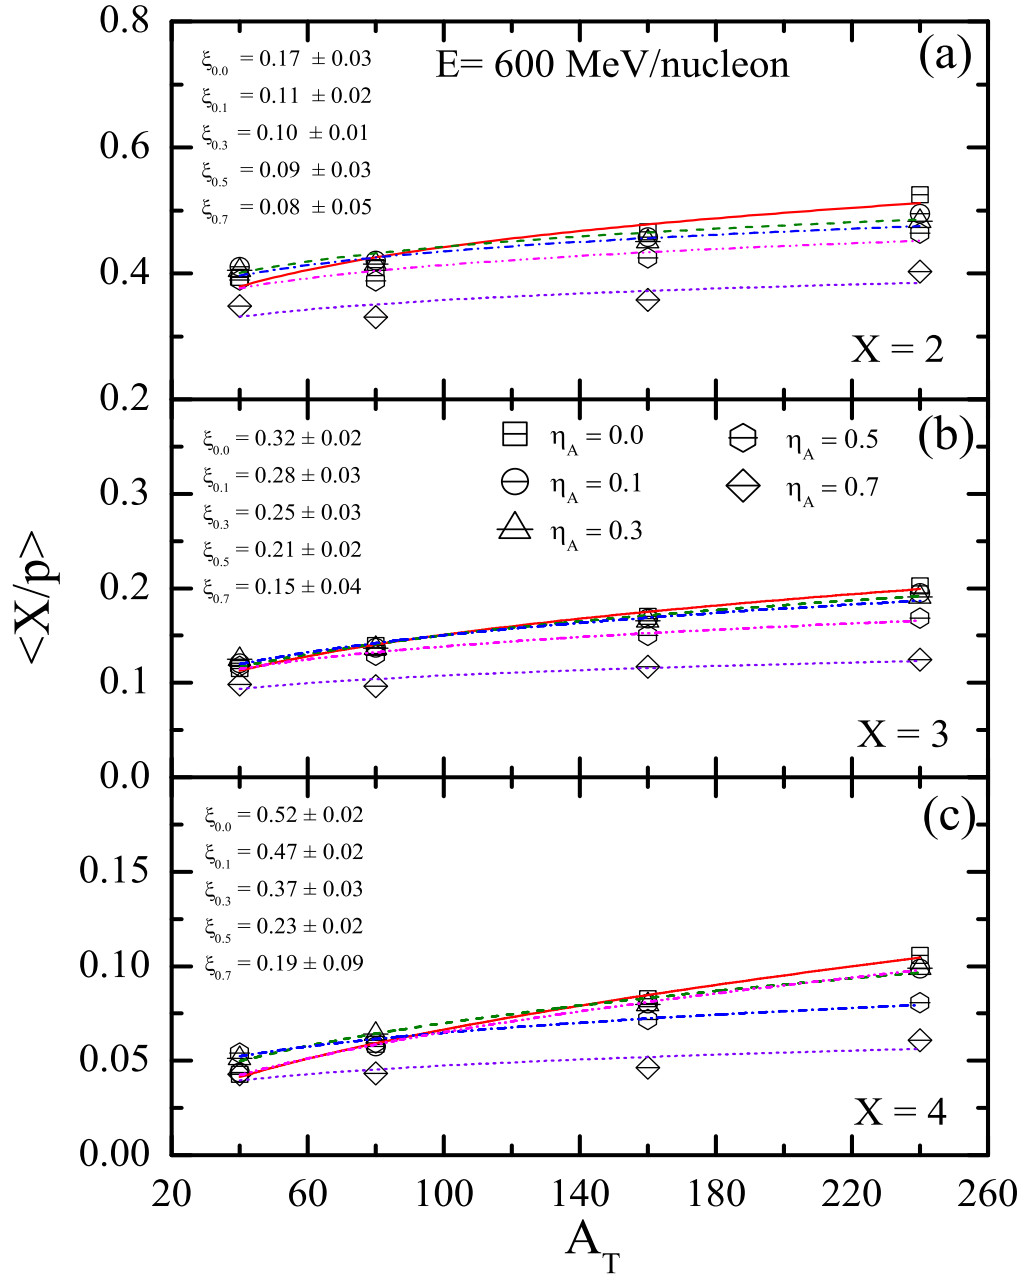 0.8
(a)
E= 600 MeV/nucleon
ξ0.0 = 0.17 ± 0.03
ξ0.1 = 0.11 ± 0.02
ξ0.3 = 0.10 ± 0.01
ξ0.5 = 0.09 ± 0.03
ξ0.7 = 0.08 ± 0.05
0.6
0.4
X = 2
0.2
(b)
ξ0.0 = 0.32 ± 0.02
ξ0.1 = 0.28 ± 0.03
ξ0.3 = 0.25 ± 0.03
ξ0.5 = 0.21 ± 0.02
ξ0.7 = 0.15 ± 0.04
ηA = 0.0
ηA = 0.1
ηA = 0.3
ηA = 0.5
ηA = 0.7
0.3
<X/p>
0.2
0.1
X = 3
0.0
(c)
ξ0.0 = 0.52 ± 0.02
ξ0.1 = 0.47 ± 0.02
ξ0.3 = 0.37 ± 0.03
ξ0.5 = 0.23 ± 0.02
ξ0.7 = 0.19 ± 0.09
0.15
0.10
0.05
X = 4
0.00
20 60 100 140 180 220 260
AT